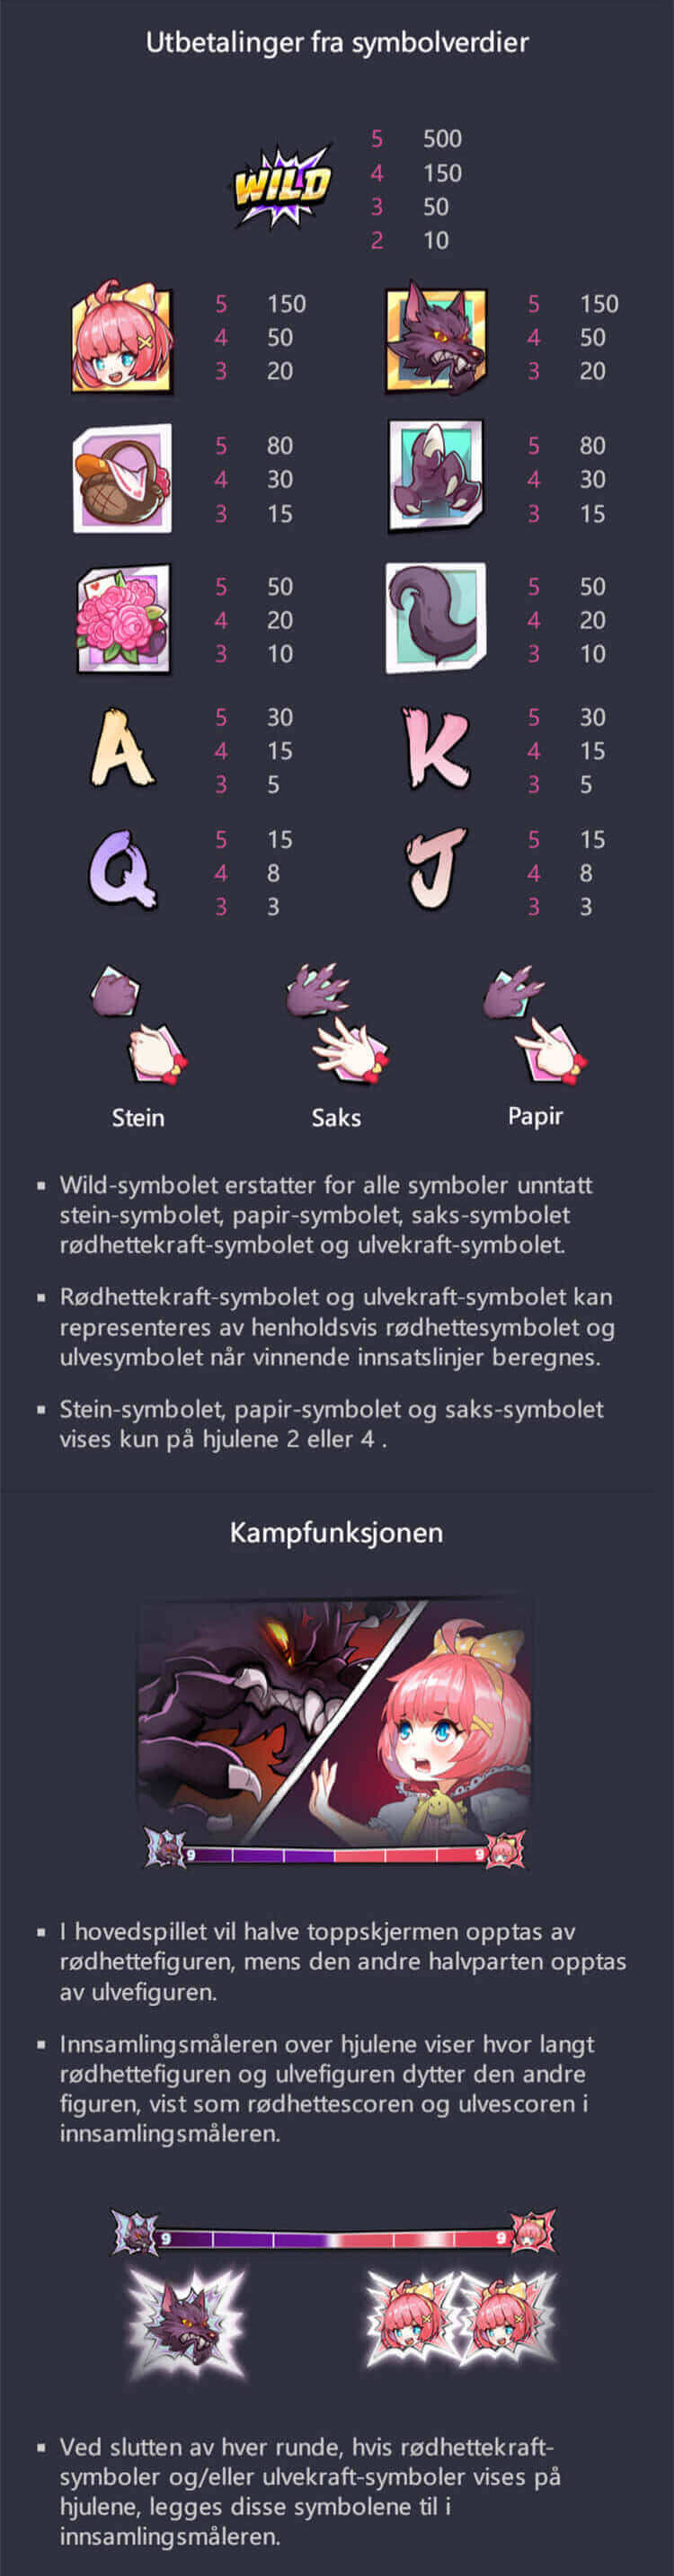 Utbetalinger fra symbolverdier
WILD
5 500
4 150
3 50
2 10
5 150 5 150
4 50 4 50
3 20 3 20
5 80 5 80
4 30 4 30
3 15 3 15
5 50 5 50
4 20 4 20
3 10 3 10
A 5 30 K 5 30
4 15 4 15
3 5 3 5
Q 5 15 J 5 15
4 8 4 8
3 3 3 3
Stein Saks Papir
▪ Wild-symbolet erstatter for alle symboler unntatt
stein-symbolet, papir-symbolet, saks-symbolet
rødhettekraft-symbolet og ulvekraft-symbolet.
▪ Rødhettekraft-symbolet og ulvekraft-symbolet kan
representeres av henholdsvis rødhettesymbolet og
ulvesymbolet når vinnende innsatslinjer beregnes.
▪ Stein-symbolet, papir-symbolet og saks-symbolet
vises kun på hjulene 2 eller 4 .
Kampfunksjonen
9 9
▪ I hovedspillet vil halve toppskjermen opptas av
rødhettefiguren, mens den andre halvparten opptas
av ulvefiguren.
▪ Innsamlingsmåleren over hjulene viser hvor langt
rødhettefiguren og ulvefiguren dytter den andre
figuren, vist som rødhettescoren og ulvescoren i
innsamlingsmåleren.
9 9
▪ Ved slutten av hver runde, hvis rødhettekraft-
symboler og/eller ulvekraft-symboler vises på
hjulene, legges disse symbolene til i
innsamlingsmåleren.